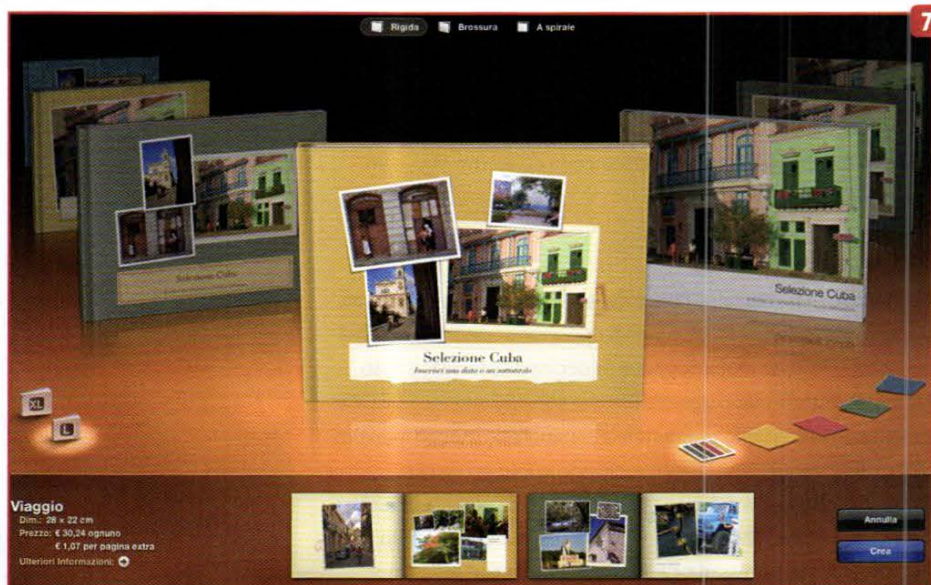 7
Rigida Brossura A spirale
Selezione Cuba
Selezione Cuba
Selezione Cuba
Inserisci una data o un sottotitolo
XL
L
Viaggio
Dim.: 28 x 22 cm
Prezzo: € 30,24 ognuno
€ 1,07 per pagina extra
Ulteriori Informazioni:
Annulla
Crea